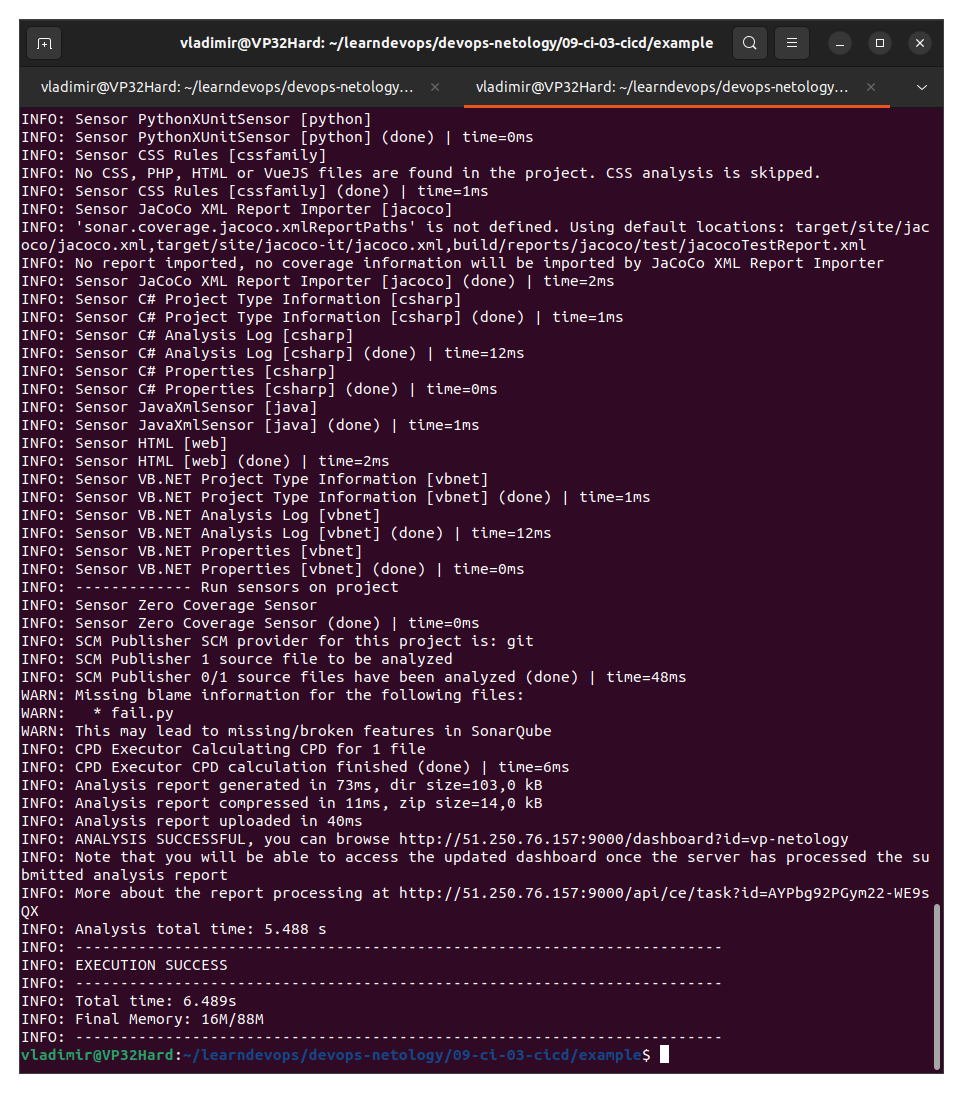 vladimir@VP32Hard: ~/learndevops/devops-netology/09-ci-03-cicd/example
vladimir@VP32Hard: ~/learndevops/devops-netology…
vladimir@VP32Hard: ~/learndevops/devops-netology…
INFO: Sensor PythonXUnitSensor [python]
INFO: Sensor PythonXUnitSensor [python] (done) | time=0ms
INFO: Sensor CSS Rules [cssfamily]
INFO: No CSS, PHP, HTML or VueJS files are found in the project. CSS analysis is skipped.
INFO: Sensor CSS Rules [cssfamily] (done) | time=1ms
INFO: Sensor JaCoCo XML Report Importer [jacoco]
INFO: 'sonar.coverage.jacoco.xmlReportPaths' is not defined. Using default locations: target/site/jac
oco/jacoco.xml,target/site/jacoco-it/jacoco.xml,build/reports/jacoco/test/jacocoTestReport.xml
INFO: No report imported, no coverage information will be imported by JaCoCo XML Report Importer
INFO: Sensor JaCoCo XML Report Importer [jacoco] (done) | time=2ms
INFO: Sensor C# Project Type Information [csharp]
INFO: Sensor C# Project Type Information [csharp] (done) | time=1ms
INFO: Sensor C# Analysis Log [csharp]
INFO: Sensor C# Analysis Log [csharp] (done) | time=12ms
INFO: Sensor C# Properties [csharp]
INFO: Sensor C# Properties [csharp] (done) | time=0ms
INFO: Sensor JavaXmlSensor [java]
INFO: Sensor JavaXmlSensor [java] (done) | time=1ms
INFO: Sensor HTML [web]
INFO: Sensor HTML [web] (done) | time=2ms
INFO: Sensor VB.NET Project Type Information [vbnet]
INFO: Sensor VB.NET Project Type Information [vbnet] (done) | time=1ms
INFO: Sensor VB.NET Analysis Log [vbnet]
INFO: Sensor VB.NET Analysis Log [vbnet] (done) | time=12ms
INFO: Sensor VB.NET Properties [vbnet]
INFO: Sensor VB.NET Properties [vbnet] (done) | time=0ms
INFO: ------------- Run sensors on project
INFO: Sensor Zero Coverage Sensor
INFO: Sensor Zero Coverage Sensor (done) | time=0ms
INFO: SCM Publisher SCM provider for this project is: git
INFO: SCM Publisher 1 source file to be analyzed
INFO: SCM Publisher 0/1 source files have been analyzed (done) | time=48ms
WARN: Missing blame information for the following files:
WARN:   * fail.py
WARN: This may lead to missing/broken features in SonarQube
INFO: CPD Executor Calculating CPD for 1 file
INFO: CPD Executor CPD calculation finished (done) | time=6ms
INFO: Analysis report generated in 73ms, dir size=103,0 kB
INFO: Analysis report compressed in 11ms, zip size=14,0 kB
INFO: Analysis report uploaded in 40ms
INFO: ANALYSIS SUCCESSFUL, you can browse http://51.250.76.157:9000/dashboard?id=vp-netology
INFO: Note that you will be able to access the updated dashboard once the server has processed the su
bmitted analysis report
INFO: More about the report processing at http://51.250.76.157:9000/api/ce/task?id=AYPbg92PGym22-WE9s
QX
INFO: Analysis total time: 5.488 s
INFO: ------------------------------------------------------------------------
INFO: EXECUTION SUCCESS
INFO: ------------------------------------------------------------------------
INFO: Total time: 6.489s
INFO: Final Memory: 16M/88M
INFO: ------------------------------------------------------------------------
vladimir@VP32Hard:~/learndevops/devops-netology/09-ci-03-cicd/example$